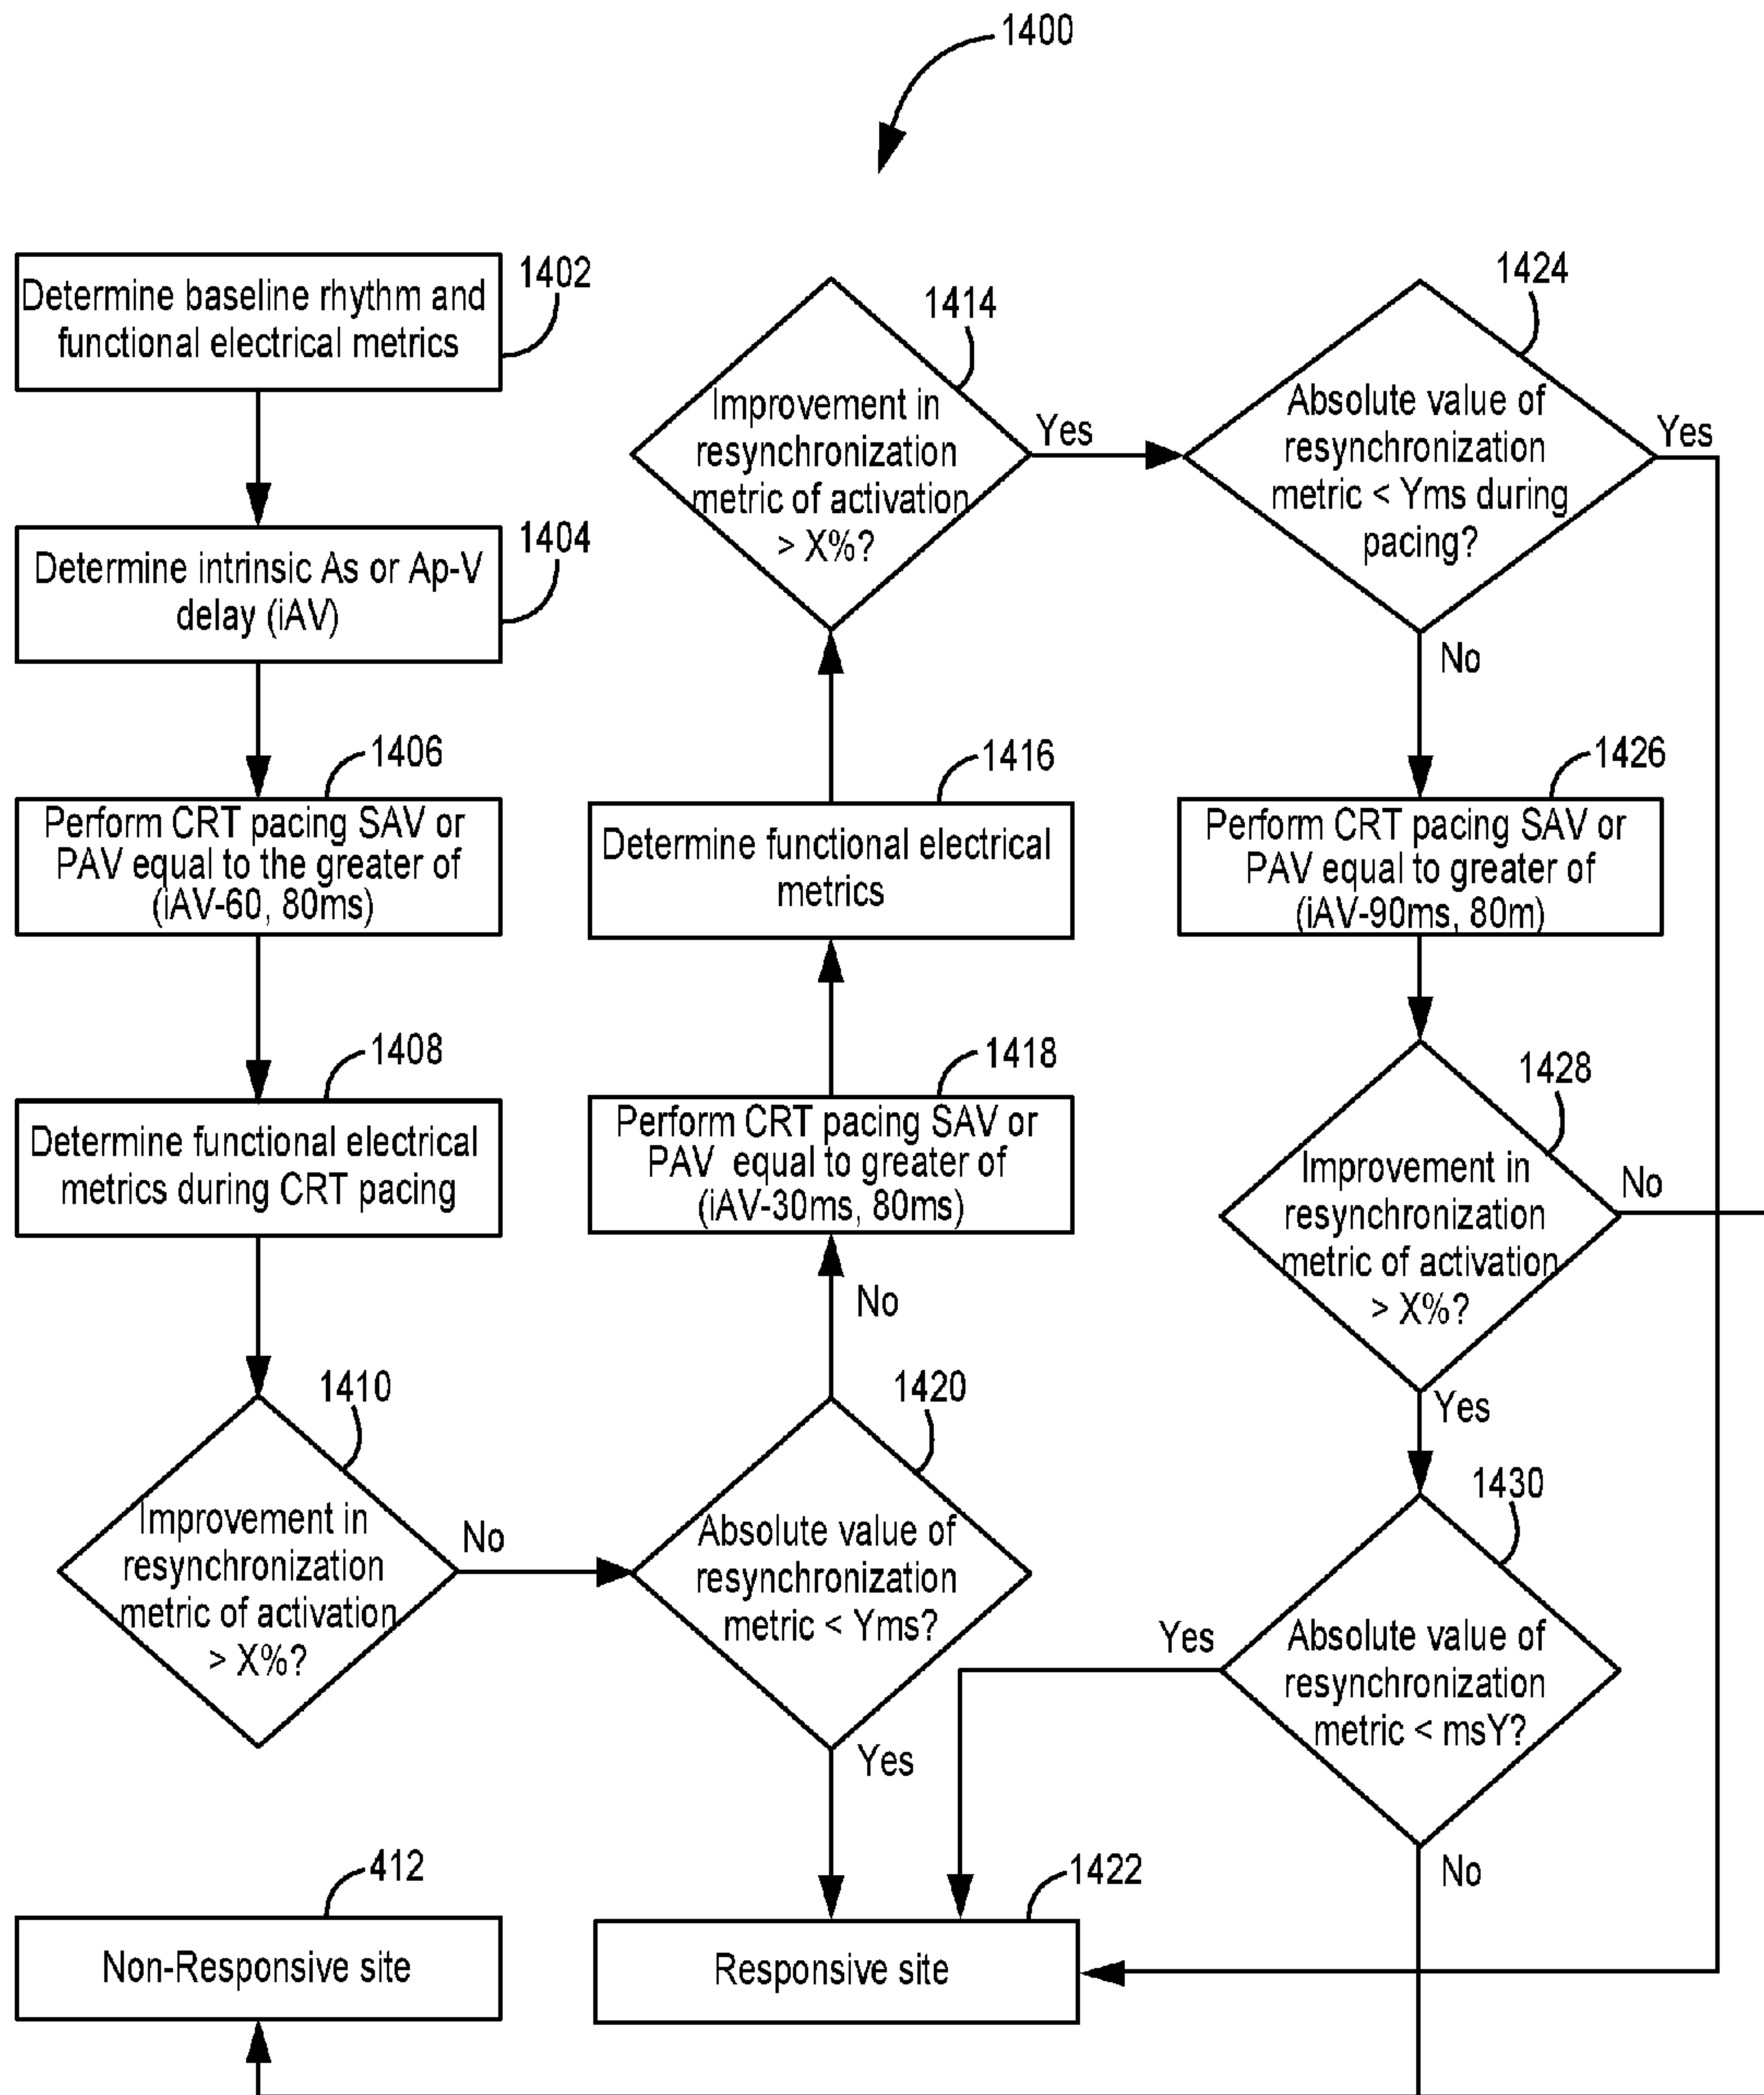 1400
Determine baseline rhythm and
functional electrical metrics
1402
Determine intrinsic As or Ap-V
delay (iAV)
1404
1406
Perform CRT pacing SAV or
PAV equal to the greater of
(iAV-60, 80ms)
1408
Determine functional electrical
metrics during CRT pacing
1410
Improvement in
resynchronization
metric of activation
> X%?
No
412
Non-Responsive site
1414
Improvement in
resynchronization
metric of activation
> X%?
Yes
1416
Determine functional electrical
metrics
1418
Perform CRT pacing SAV or
PAV equal to greater of
(iAV-30ms, 80ms)
No
1420
Absolute value of
resynchronization
metric < Yms?
Yes
1422
Responsive site
1424
Absolute value of
resynchronization
metric < Yms during
pacing?
Yes
No
1426
Perform CRT pacing SAV or
PAV equal to greater of
(iAV-90ms, 80m)
1428
Improvement in
resynchronization
metric of activation
> X%?
No
Yes
1430
Absolute value of
resynchronization
metric < msY?
Yes
No